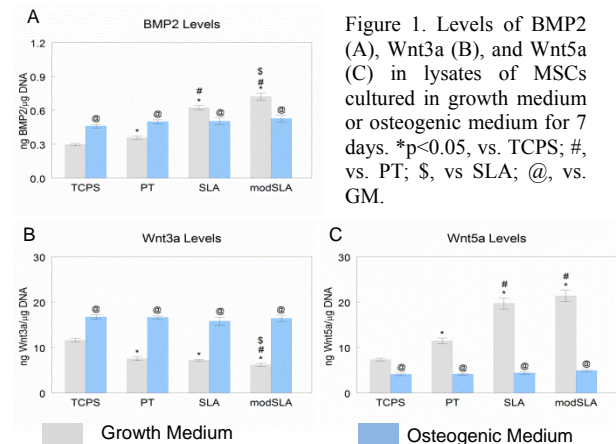 A
BMP2 Levels
ng BMP2/µg DNA
1.2
0.9
0.6
0.3
0.0
@
*
@
#
*
@
$
#
*
@
TCPS
PT
SLA
modSLA
Figure 1. Levels of BMP2
(A), Wnt3a (B), and Wnt5a
(C) in lysates of MSCs
cultured in growth medium
or osteogenic medium for 7
days. *p<0.05, vs. TCPS; #,
vs. PT; $, vs SLA; @, vs.
GM.
B
Wnt3a Levels
ng Wnt3a/µg DNA
30
20
10
0
@
*
@
*
@
$
#
*
@
TCPS
PT
SLA
modSLA
C
Wnt5a Levels
ng Wnt5a/µg DNA
30
20
10
0
@
*
@
#
*
@
#
*
@
TCPS
PT
SLA
modSLA
Growth Medium
Osteogenic Medium